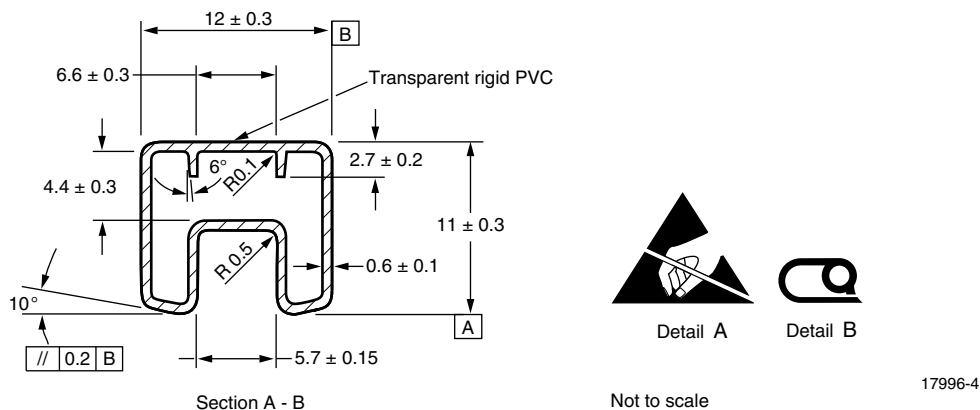 12 ± 0.3
B
6.6 ± 0.3
Transparent rigid PVC
6°
R0.1
2.7 ± 0.2
4.4 ± 0.3
11 ± 0.3
R 0.5
0.6 ± 0.1
10°
A
// 0.2 B
5.7 ± 0.15
Section A - B
Detail A
Detail B
Not to scale
17996-4